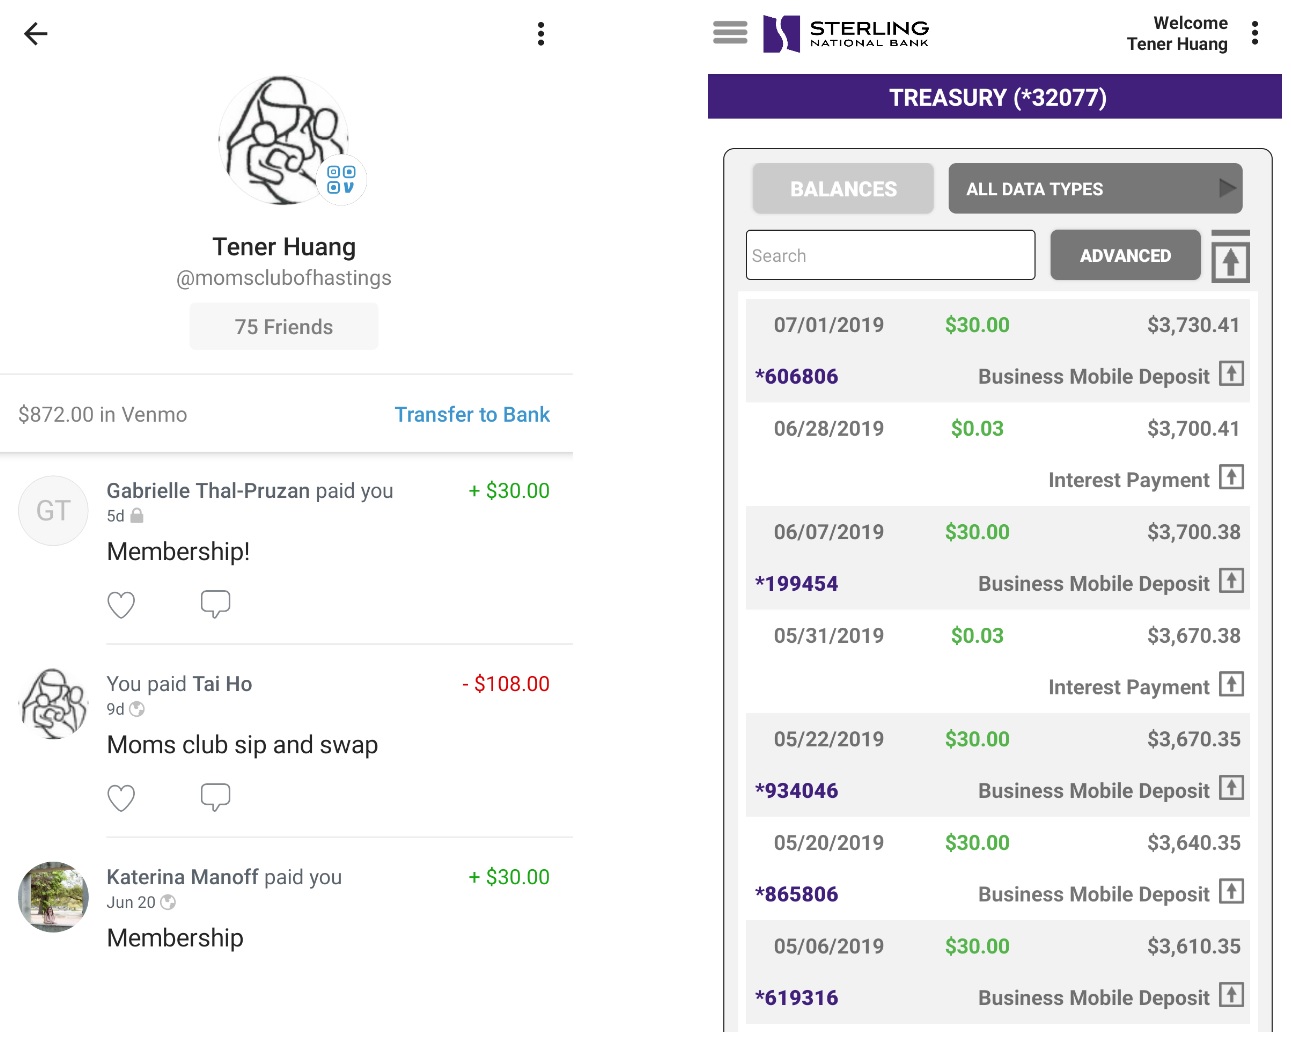 Tener Huang
@momsclubofhastings
75 Friends
$872.00 in Venmo Transfer to Bank
GT
Gabrielle Thal-Pruzan paid you + $30.00
5d
Membership!
You paid Tai Ho - $108.00
9d
Moms club sip and swap
Katerina Manoff paid you + $30.00
Jun 20
Membership
STERLING
NATIONAL BANK
Welcome
Tener Huang
TREASURY (*32077)
BALANCES ALL DATA TYPES
Search ADVANCED
07/01/2019 $30.00 $3,730.41
*606806 Business Mobile Deposit
06/28/2019 $0.03 $3,700.41
Interest Payment
06/07/2019 $30.00 $3,700.38
*199454 Business Mobile Deposit
05/31/2019 $0.03 $3,670.38
Interest Payment
05/22/2019 $30.00 $3,670.35
*934046 Business Mobile Deposit
05/20/2019 $30.00 $3,640.35
*865806 Business Mobile Deposit
05/06/2019 $30.00 $3,610.35
*619316 Business Mobile Deposit